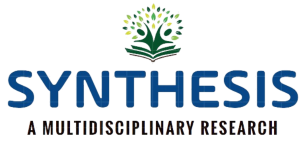 SYNTHESIS
A MULTIDISCIPLINARY RESEARCH